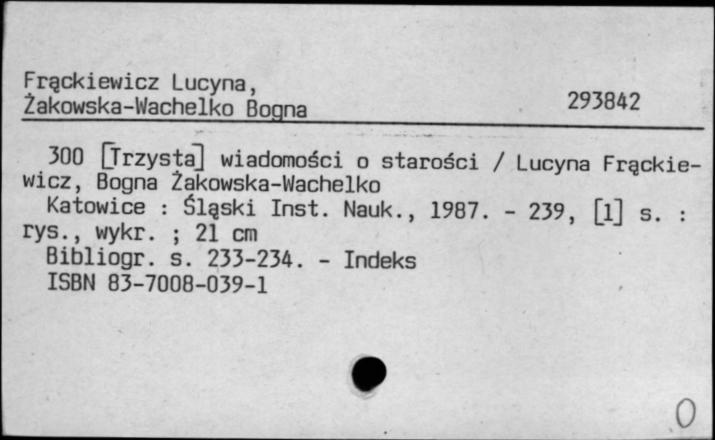 Frąckiewicz Lucyna,
Żakowska-Wachelko Bogna 293842
300 [Trzysta] wiadomości o starości / Lucyna Frąckie-
wicz, Bogna Żakowska-Wachelko
Katowice : Śląski Inst. Nauk., 1987. - 239, [1] s. :
rys., wykr. ; 21 cm
Bibliogr. s. 233-234. - Indeks
ISBN 83-7008-039-1
0